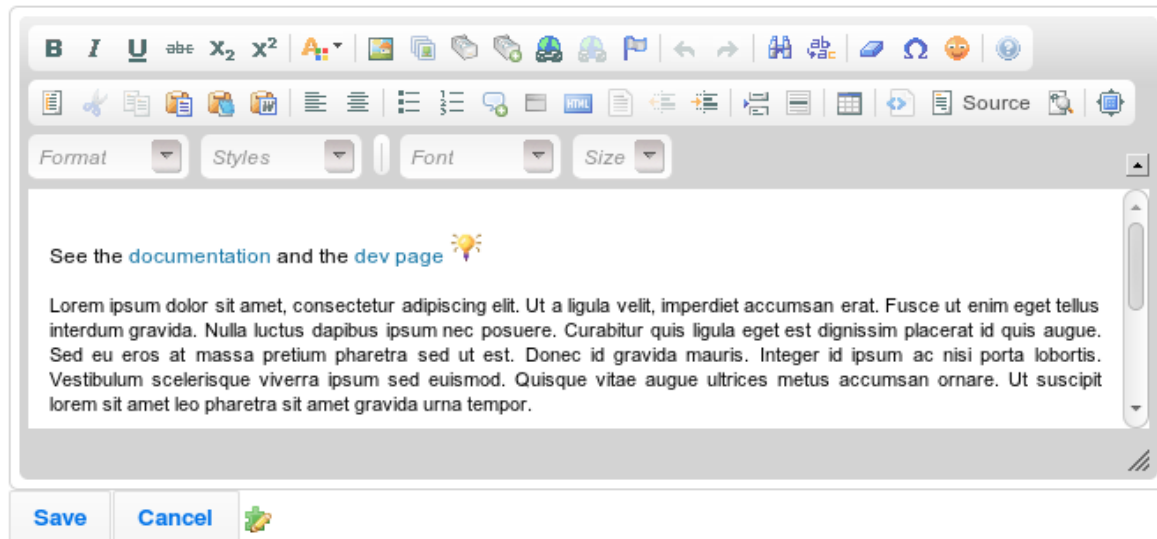 B I U abc X₂ X² A
HTML Source
Format Styles Font Size
See the documentation and the dev page
Lorem ipsum dolor sit amet, consectetur adipiscing elit. Ut a ligula velit, imperdiet accumsan erat. Fusce ut enim eget tellus
interdum gravida. Nulla luctus dapibus ipsum nec posuere. Curabitur quis ligula eget est dignissim placerat id quis augue.
Sed eu eros at massa pretium pharetra sed ut est. Donec id gravida mauris. Integer id ipsum ac nisi porta lobortis.
Vestibulum scelerisque viverra ipsum sed euismod. Quisque vitae augue ultrices metus accumsan ornare. Ut suscipit
lorem sit amet leo pharetra sit amet gravida urna tempor.
Save Cancel